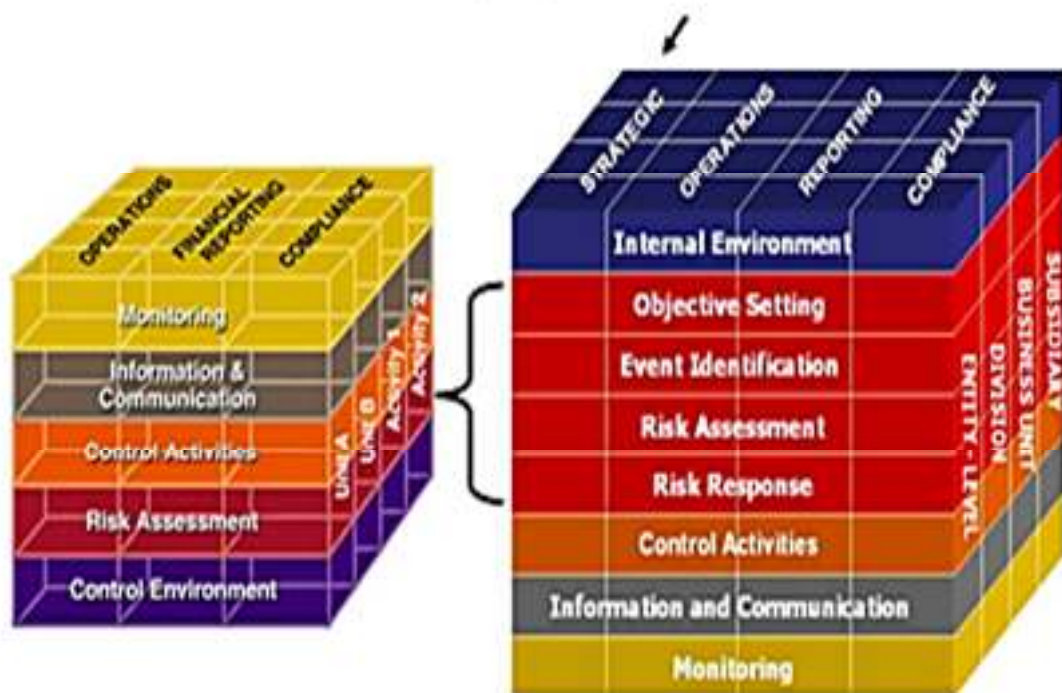 OPERATIONS
FINANCIAL
REPORTING
COMPLIANCE
Monitoring
Information &
Communication
Control Activities
Risk Assessment
Control Environment
Unit A
Unit B
Activity 1
Activity 2
STRATEGIC
OPERATIONS
REPORTING
COMPLIANCE
Internal Environment
Objective Setting
Event Identification
Risk Assessment
Risk Response
Control Activities
Information and Communication
Monitoring
ENTITY - LEVEL
DIVISION
BUSINESS UNIT
SUBSIDIARY